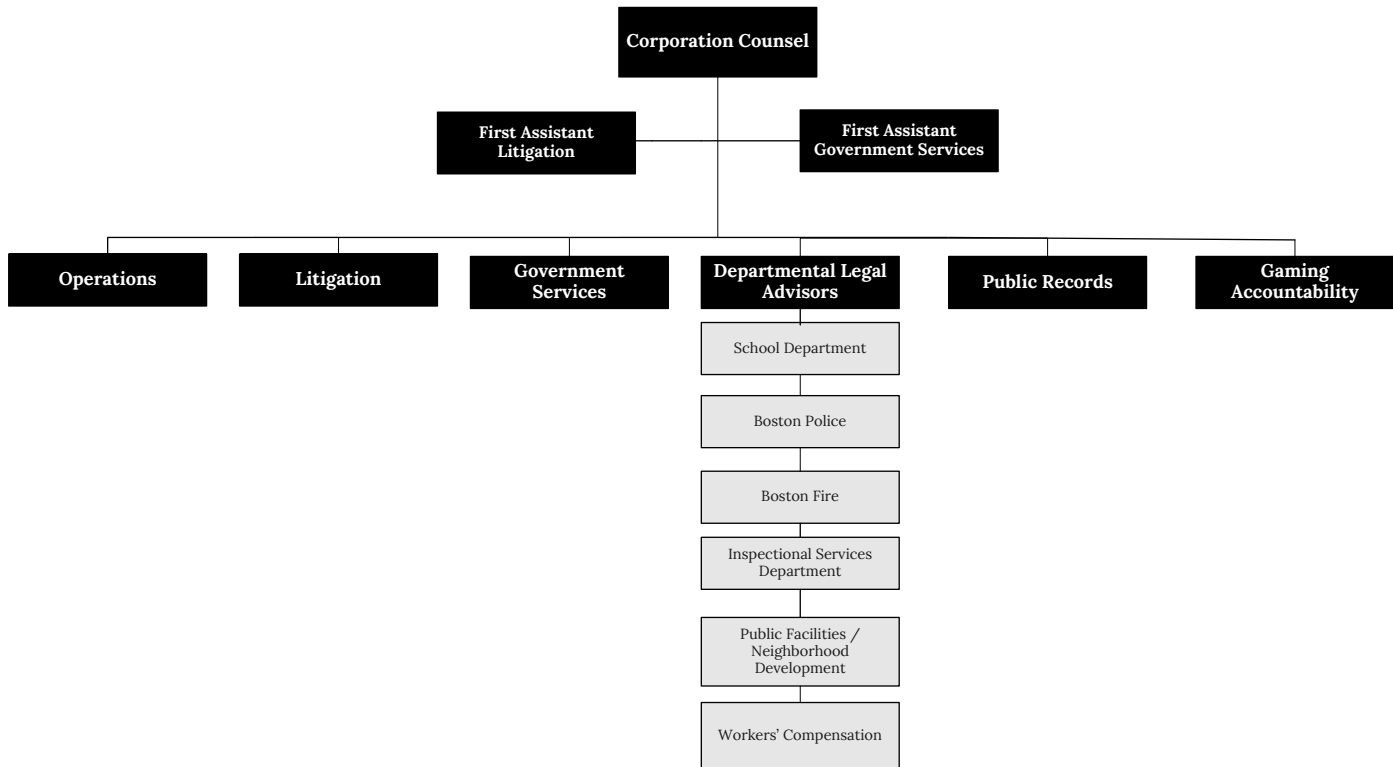 Corporation Counsel
First Assistant
Litigation
First Assistant
Government Services
Operations
Litigation
Government
Services
Departmental Legal
Advisors
Public Records
Gaming
Accountability
School Department
Boston Police
Boston Fire
Inspectional Services
Department
Public Facilities /
Neighborhood
Development
Workers’ Compensation